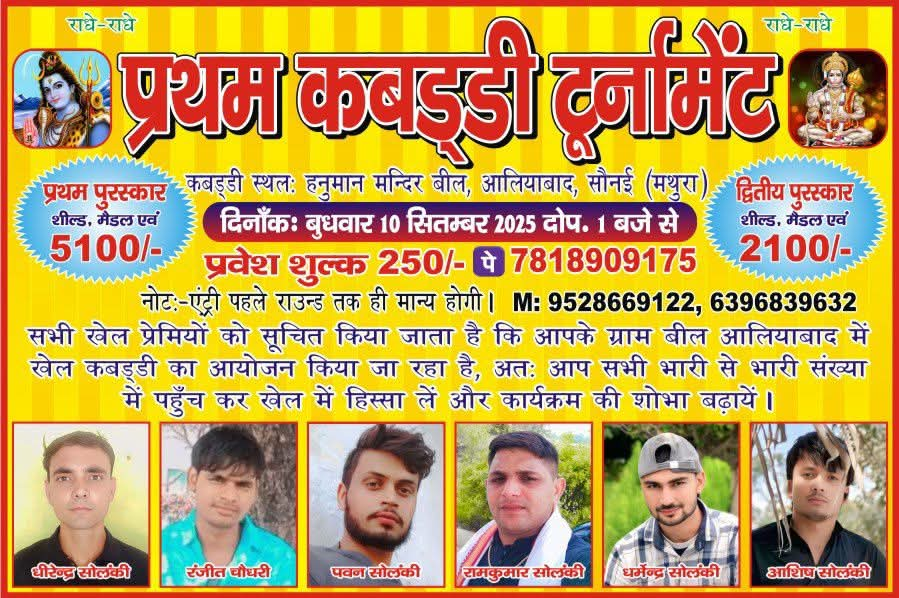 राधे-राधे
राधे-राधे
प्रथम कबड्डी टूर्नामेंट
प्रथम पुरस्कार
शील्ड, मैडल एवं
5100/-
कबड्डी स्थलः हनुमान मन्दिर बील, आलियाबाद, सौनई (मथुरा)
दिनाँकः बुधवार 10 सितम्बर 2025 दोप. 1 बजे से
प्रवेश शुल्क 250/- पे 7818909175
द्वितीय पुरस्कार
शील्ड, मैडल एवं
2100/-
नोटः-एंट्री पहले राउन्ड तक ही मान्य होगी। M: 9528669122, 6396839632
सभी खेल प्रेमियों को सूचित किया जाता है कि आपके ग्राम बील आलियाबाद में
खेल कबड्डी का आयोजन किया जा रहा है, अतः आप सभी भारी से भारी संख्या
में पहुँच कर खेल में हिस्सा लें और कार्यक्रम की शोभा बढ़ायें।
धीरेन्द्र सोलंकी
रंजीत चौधरी
पवन सोलंकी
रामकुमार सोलंकी
धर्मेन्द्र सोलंकी
आशिष सोलंकी